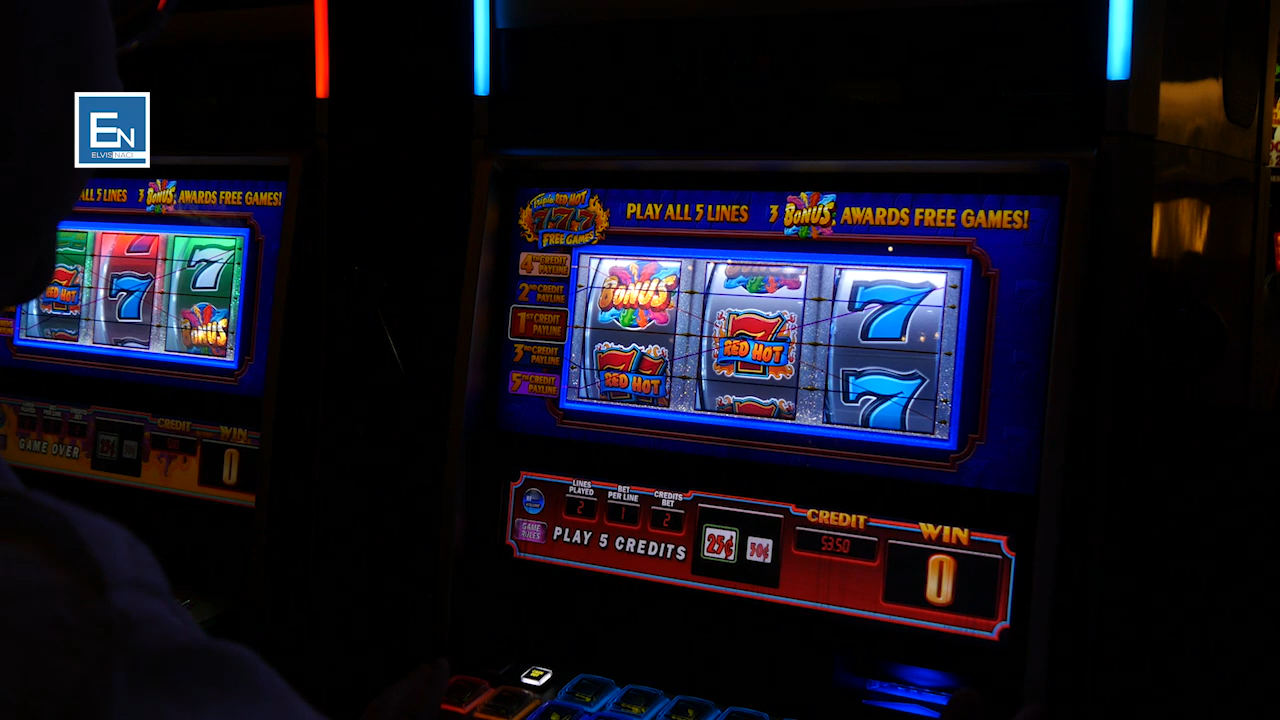 EN
ELVIS NACI
ALL 5 LINES 3 BONUS AWARDS FREE GAMES!
7
RED HOT
7
7
BONUS
CREDIT
WIN
GAME OVER
25¢
0
TRIPLE RED HOT
777
FREE GAMES
PLAY ALL 5 LINES 3 BONUS AWARDS FREE GAMES!
4TH CREDIT PAYLINE
2ND CREDIT PAYLINE
1ST CREDIT PAYLINE
3RD CREDIT PAYLINE
5TH CREDIT PAYLINE
BONUS
7
RED HOT
7
RED HOT
7
7
LINES PLAYED
2
BET PER LINE
1
CREDITS BET
2
GAME RULES
PLAY 5 CREDITS
25¢
50¢
CREDIT
$3.50
WIN
0